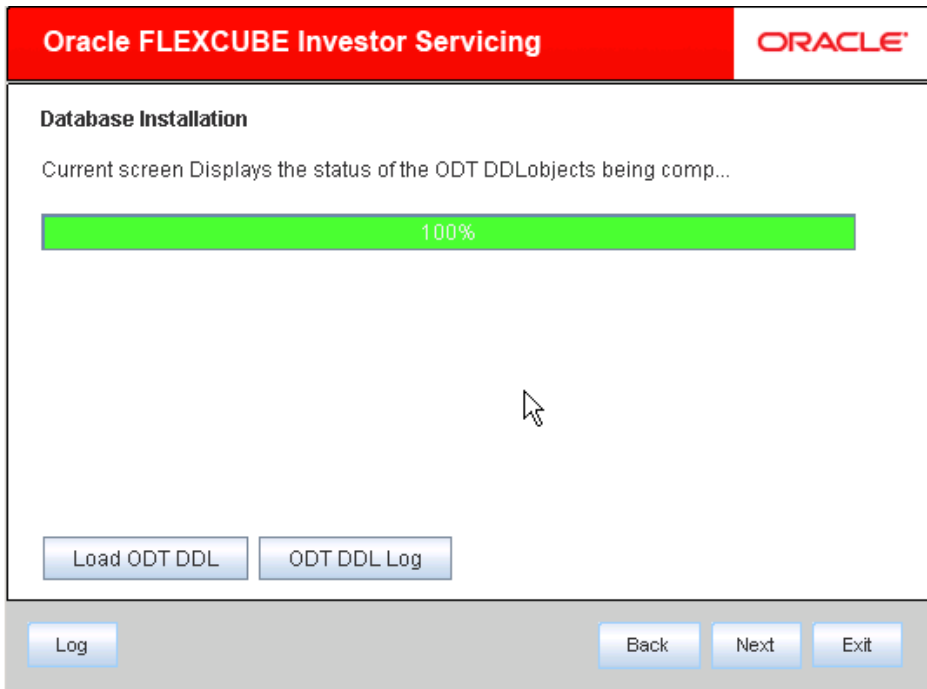 Oracle FLEXCUBE Investor Servicing
ORACLE
Database Installation
Current screen Displays the status of the ODT DDLobjects being comp...
100%
Load ODT DDL
ODT DDL Log
Log
Back
Next
Exit